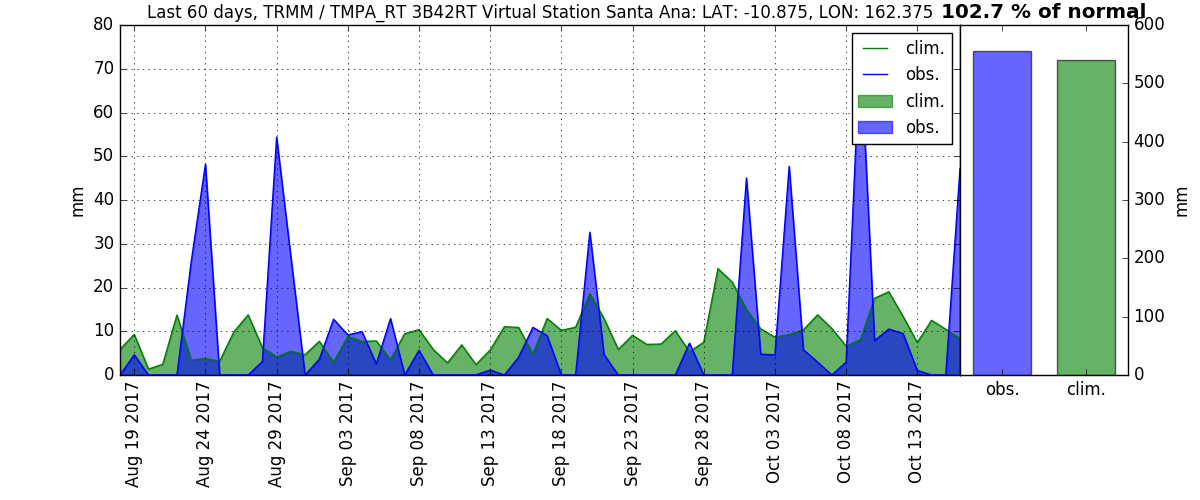 Last 60 days, TRMM / TMPA_RT 3B42RT Virtual Station Santa Ana: LAT: -10.875, LON: 162.375 102.7 % of normal
80
70
60
50
40
30
20
10
0
mm
clim.
obs.
clim.
obs.
600
500
400
300
200
100
0
mm
Aug 19 2017
Aug 24 2017
Aug 29 2017
Sep 03 2017
Sep 08 2017
Sep 13 2017
Sep 18 2017
Sep 23 2017
Sep 28 2017
Oct 03 2017
Oct 08 2017
Oct 13 2017
obs.
clim.